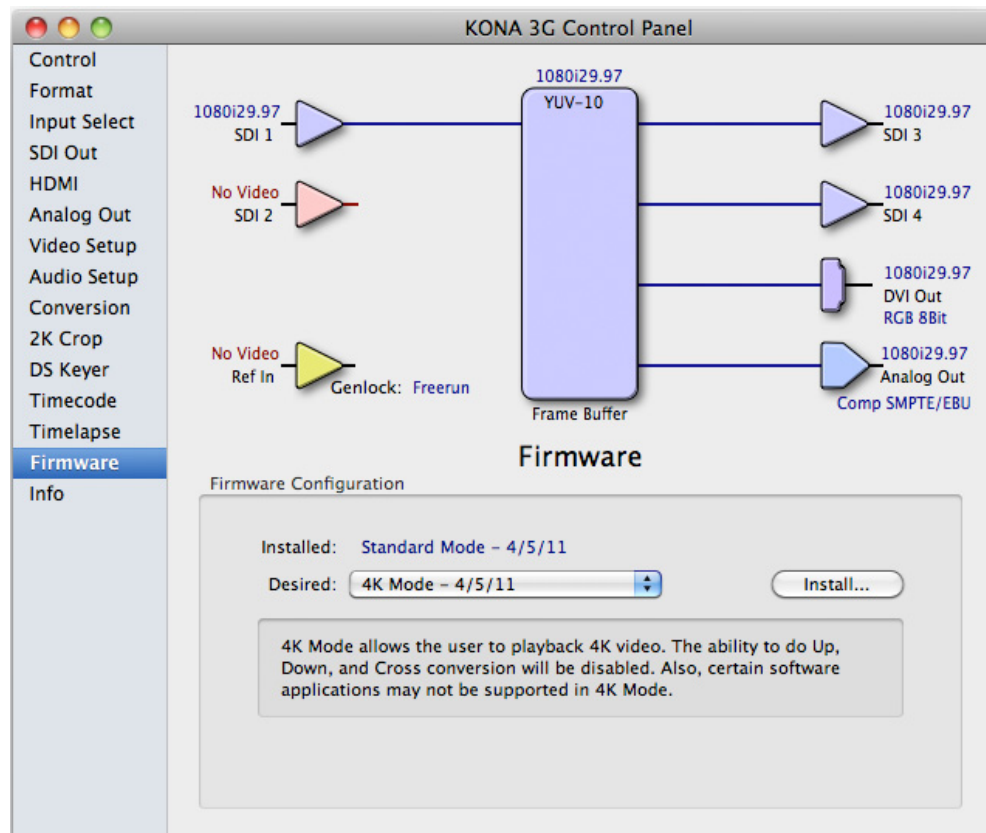 KONA 3G Control Panel
Control
Format
Input Select
SDI Out
HDMI
Analog Out
Video Setup
Audio Setup
Conversion
2K Crop
DS Keyer
Timecode
Timelapse
Firmware
Info
1080i29.97
YUV-10
1080i29.97
SDI 1
No Video
SDI 2
No Video
Ref In
Genlock: Freerun
Frame Buffer
1080i29.97
SDI 3
1080i29.97
SDI 4
1080i29.97
DVI Out
RGB 8Bit
1080i29.97
Analog Out
Comp SMPTE/EBU
Firmware
Firmware Configuration
Installed: Standard Mode – 4/5/11
Desired: 4K Mode – 4/5/11
Install...
4K Mode allows the user to playback 4K video. The ability to do Up,
Down, and Cross conversion will be disabled. Also, certain software
applications may not be supported in 4K Mode.